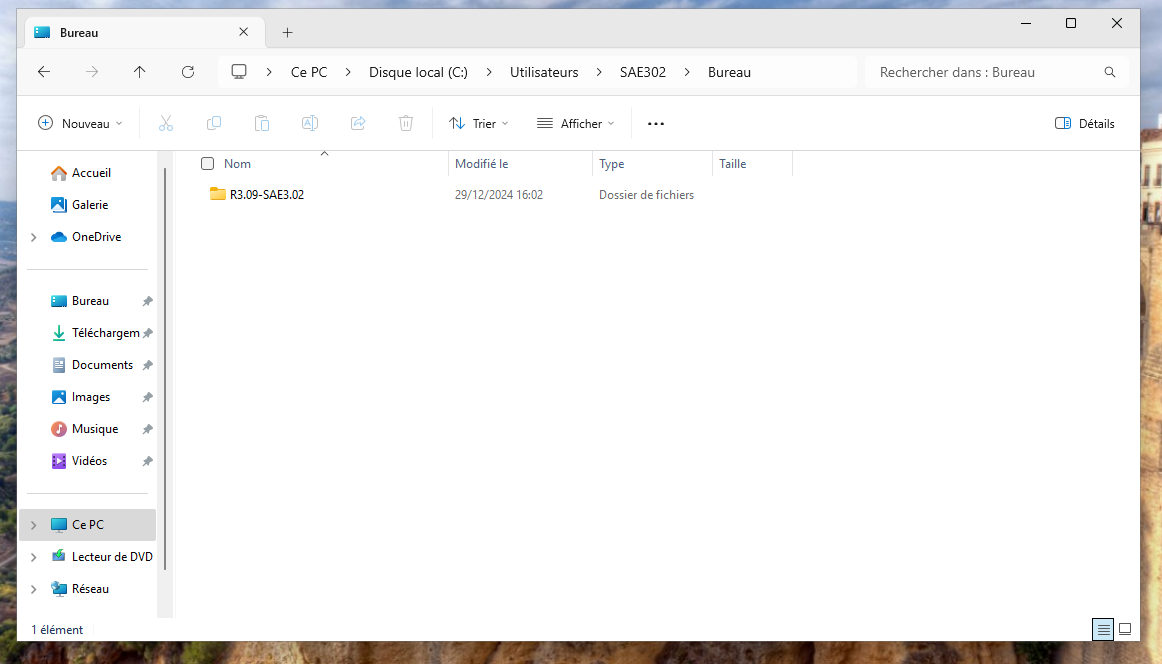 Bureau
Ce PC Disque local (C:) Utilisateurs SAE302 Bureau Rechercher dans : Bureau
Nouveau Trier Afficher Détails
Nom Modifié le Type Taille
R3.09-SAE3.02 29/12/2024 16:02 Dossier de fichiers
Accueil
Galerie
OneDrive
Bureau
Téléchargem
Documents
Images
Musique
Vidéos
Ce PC
Lecteur de DVD
Réseau
1 élément